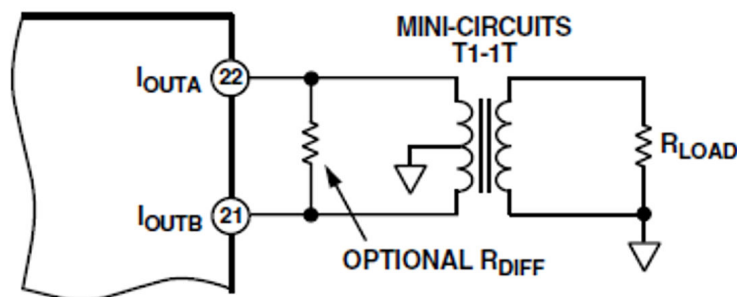 MINI-CIRCUITS
T1-1T
IOUTA
22
RLOAD
IOUTB
21
OPTIONAL RDIFF